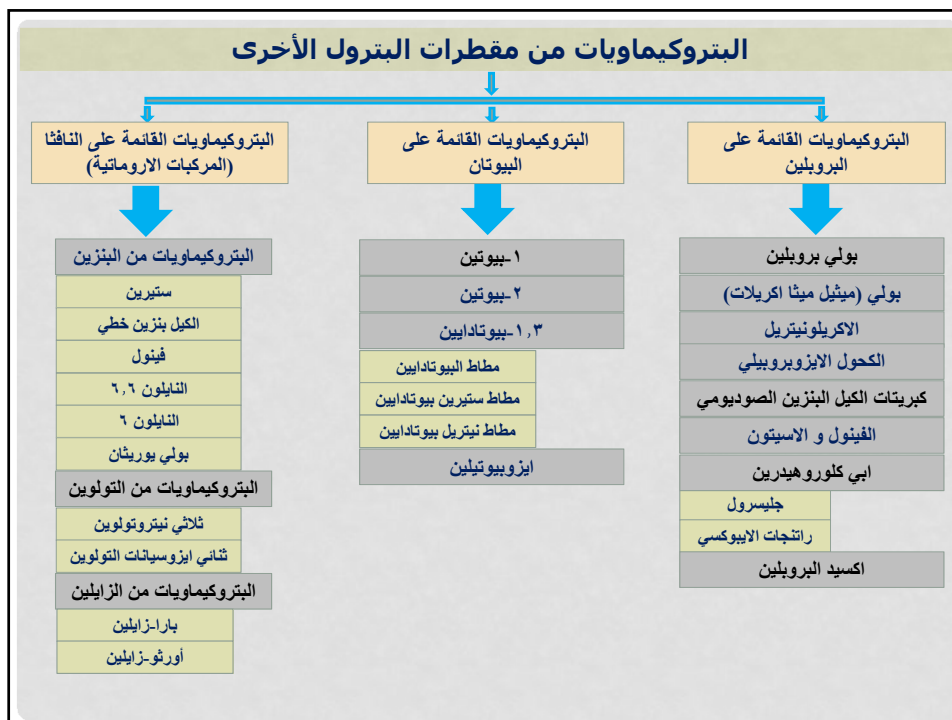 البتروكيماويات من مقطرات البترول الأخرى
البتروكيماويات القائمة على
البروبلين
بولي بروبلين
بولي (ميثيل ميثا اكريلات)
الاكريلونيتريل
الكحول الايزوبروبيلي
كبريتات الكيل البنزين الصوديومي
الفينول و الاسيتون
ابي كلوروهيدرين
جليسرول
راتنجات الايبوكسي
اكسيد البروبلين
البتروكيماويات القائمة على
البيوتان
١-بيوتين
٢-بيوتين
١,٣-بيوتادايين
مطاط البيوتادايين
مطاط ستيرين بيوتادايين
مطاط نيتريل بيوتادايين
ايزوبيوتيلين
البتروكيماويات القائمة على النافثا
(المركبات الاروماتية)
البتروكيماويات من البنزين
ستيرين
الكيل بنزين خطي
فينول
النايلون ٦,٦
النايلون ٦
بولي يوريثان
البتروكيماويات من التولوين
ثلاثي نيتروتولوين
ثنائي ايزوسيانات التولوين
البتروكيماويات من الزايلين
بارا-زايلين
أورثو-زايلين